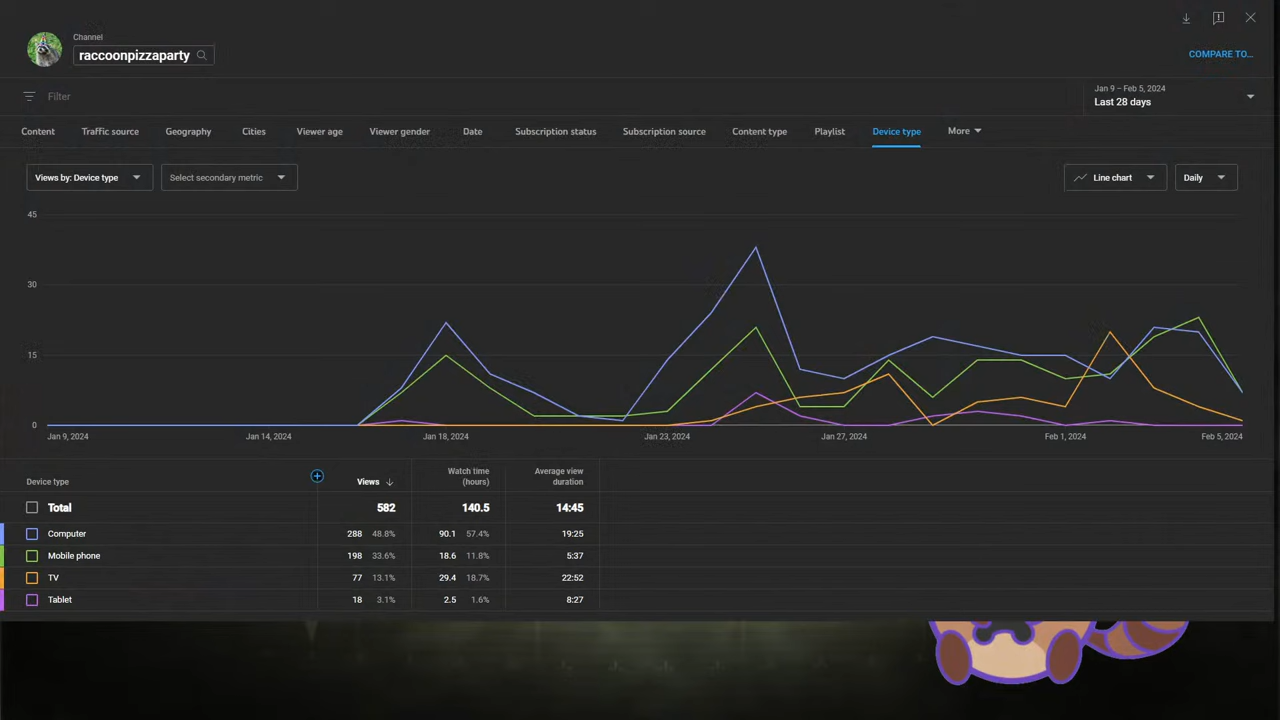 Channel
raccoonpizzaparty
COMPARE TO...
Filter
Jan 9 – Feb 5, 2024
Last 28 days
Content Traffic source Geography Cities Viewer age Viewer gender Date Subscription status Subscription source Content type Playlist Device type More
Views by: Device type Select secondary metric Line chart Daily
45
30
15
0
Jan 9, 2024 Jan 14, 2024 Jan 18, 2024 Jan 23, 2024 Jan 27, 2024 Feb 1, 2024 Feb 5, 2024
Device type Views Watch time (hours) Average view duration
Total 582 140.5 14:45
Computer 288 48.8% 90.1 57.4% 19:25
Mobile phone 198 33.6% 18.6 11.8% 5:37
TV 77 13.1% 29.4 18.7% 22:52
Tablet 18 3.1% 2.5 1.6% 8:27